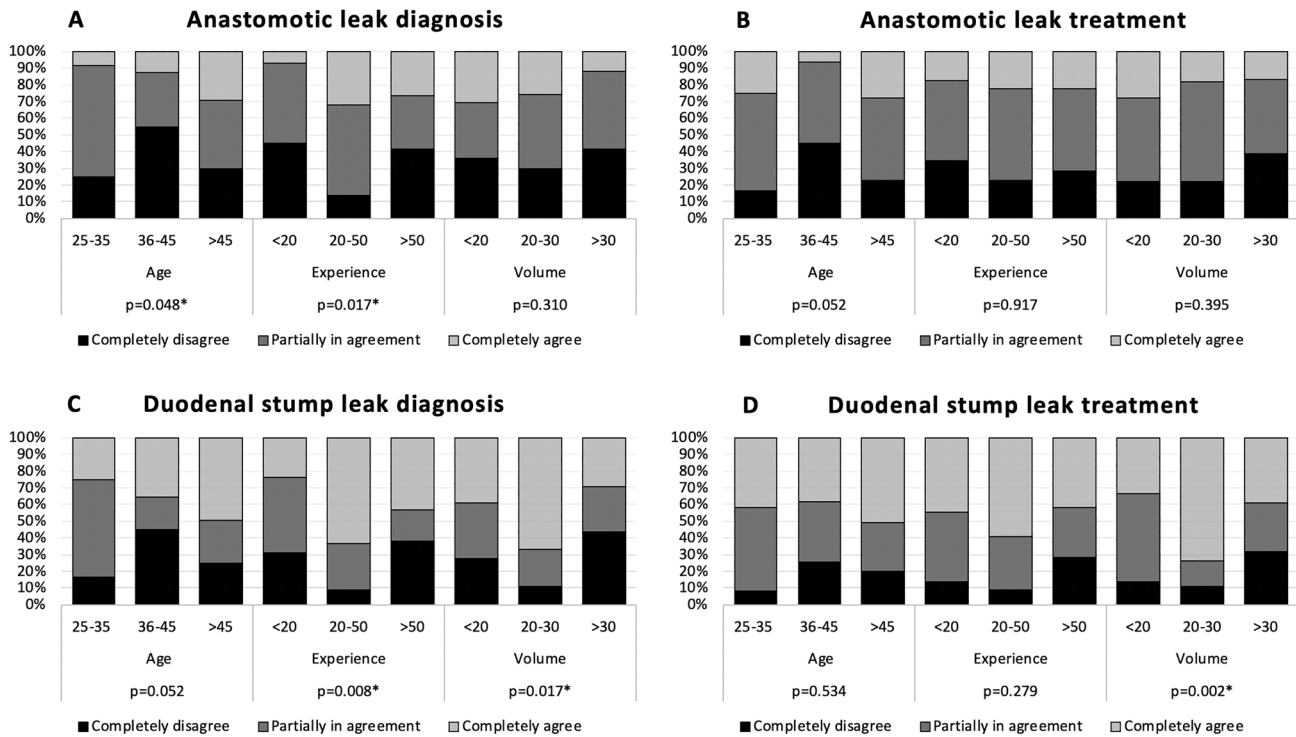 A Anastomotic leak diagnosis
100%
90%
80%
70%
60%
50%
40%
30%
20%
10%
0%
25-35 36-45 >45 <20 20-50 >50 <20 20-30 >30
Age Experience Volume
p=0.048* p=0.017* p=0.310
Completely disagree Partially in agreement Completely agree
B Anastomotic leak treatment
100%
90%
80%
70%
60%
50%
40%
30%
20%
10%
0%
25-35 36-45 >45 <20 20-50 >50 <20 20-30 >30
Age Experience Volume
p=0.052 p=0.917 p=0.395
Completely disagree Partially in agreement Completely agree
C Duodenal stump leak diagnosis
100%
90%
80%
70%
60%
50%
40%
30%
20%
10%
0%
25-35 36-45 >45 <20 20-50 >50 <20 20-30 >30
Age Experience Volume
p=0.052 p=0.008* p=0.017*
Completely disagree Partially in agreement Completely agree
D Duodenal stump leak treatment
100%
90%
80%
70%
60%
50%
40%
30%
20%
10%
0%
25-35 36-45 >45 <20 20-50 >50 <20 20-30 >30
Age Experience Volume
p=0.534 p=0.279 p=0.002*
Completely disagree Partially in agreement Completely agree